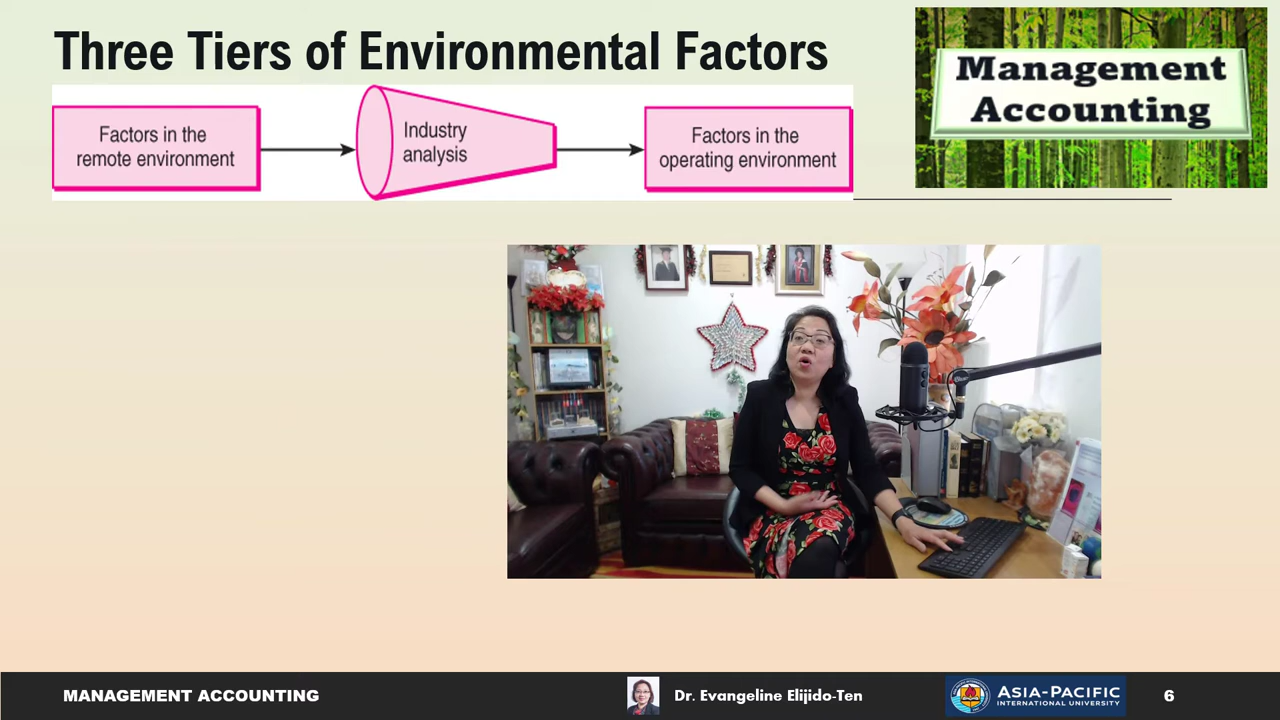 Three Tiers of Environmental Factors
Factors in the
remote environment
Industry
analysis
Factors in the
operating environment
Management
Accounting
MANAGEMENT ACCOUNTING
Dr. Evangeline Elijido-Ten
ASIA-PACIFIC
INTERNATIONAL UNIVERSITY
6